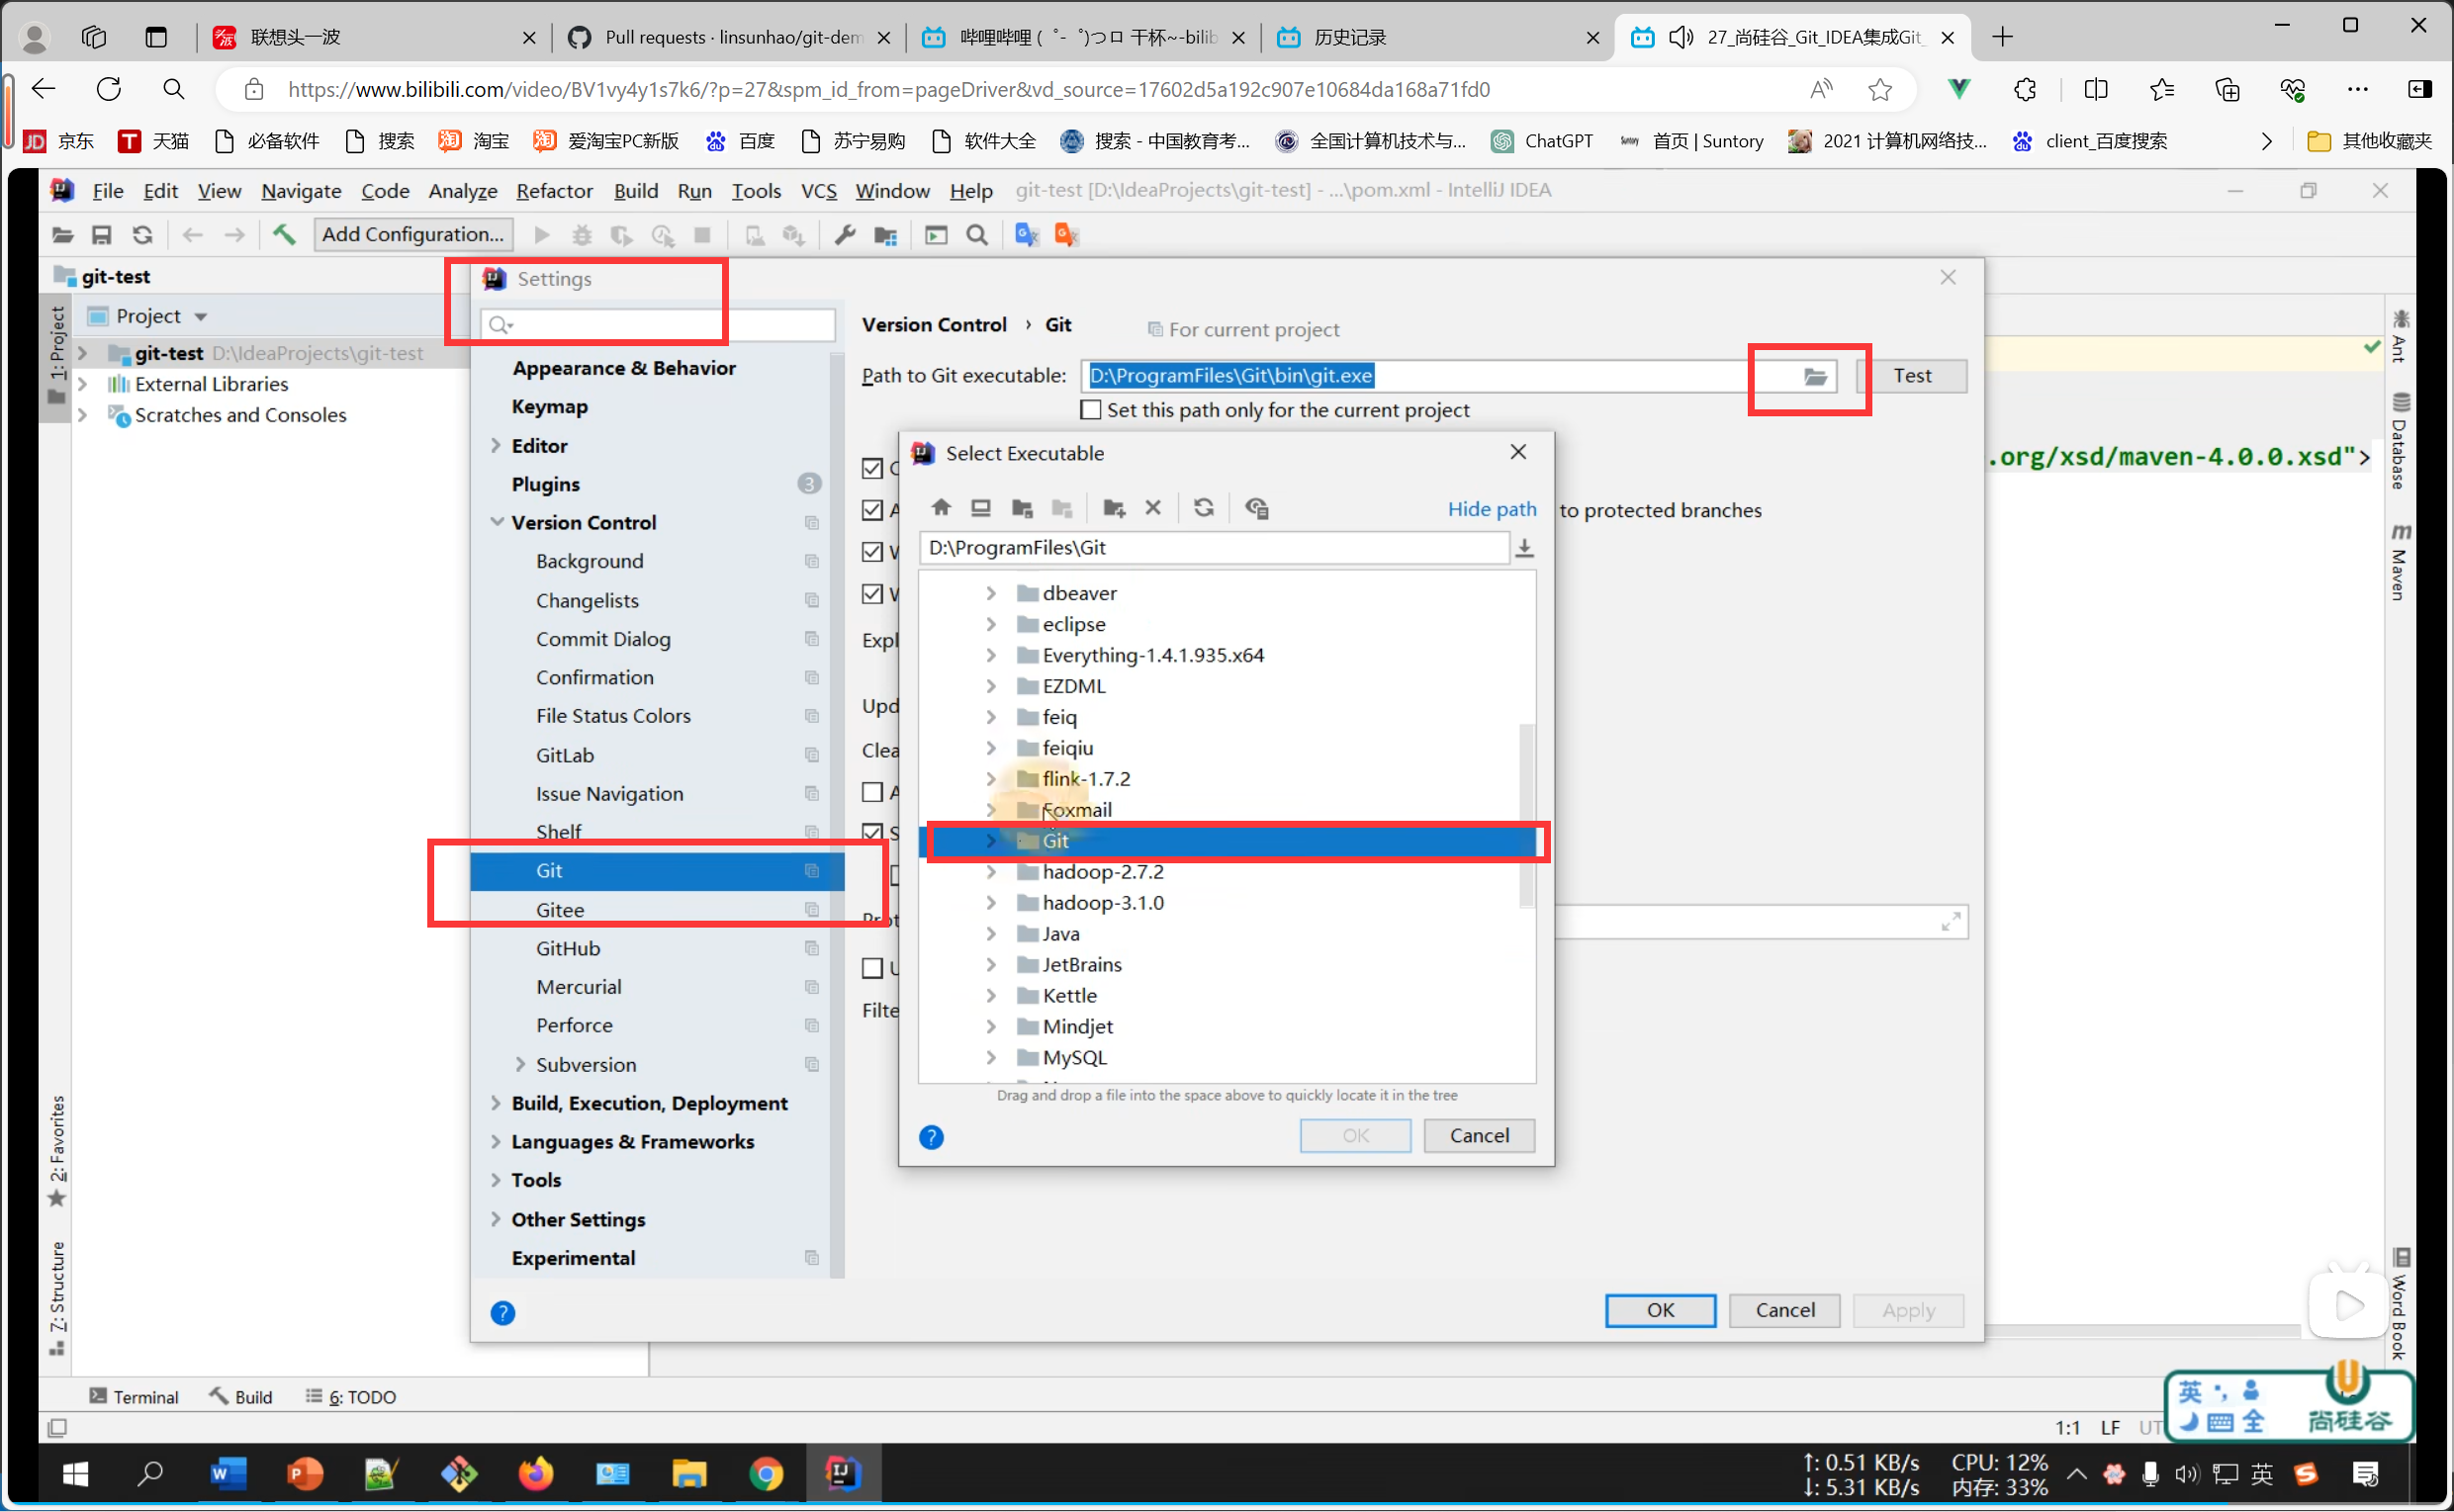 联想头一波
Pull requests · linsunhao/git-dem
哔哩哔哩 ( ゜- ゜)つロ 干杯~-bilib
历史记录
27_尚硅谷_Git_IDEA集成Git_
https://www.bilibili.com/video/BV1vy4y1s7k6/?p=27&spm_id_from=pageDriver&vd_source=17602d5a192c907e10684da168a71fd0
JD 京东
T 天猫
必备软件
搜索
淘 淘宝
淘 爱淘宝PC新版
du 百度
苏宁易购
软件大全
搜索 - 中国教育考...
全国计算机技术与...
ChatGPT
首页 | Suntory
2021 计算机网络技...
client_百度搜索
其他收藏夹
File Edit View Navigate Code Analyze Refactor Build Run Tools VCS Window Help
git-test [D:\IdeaProjects\git-test] - ...\pom.xml - IntelliJ IDEA
Add Configuration...
git-test
1: Project
Project
git-test D:\IdeaProjects\git-test
External Libraries
Scratches and Consoles
Settings
Appearance & Behavior
Keymap
Editor
Plugins 3
Version Control
Background
Changelists
Commit Dialog
Confirmation
File Status Colors
GitLab
Issue Navigation
Shelf
Git
Gitee
GitHub
Mercurial
Perforce
Subversion
Build, Execution, Deployment
Languages & Frameworks
Tools
Other Settings
Experimental
Version Control › Git
For current project
Path to Git executable: D:\ProgramFiles\Git\bin\git.exe
Test
Set this path only for the current project
to protected branches
Expl
Upd
Clea
Filte
Select Executable
Hide path
D:\ProgramFiles\Git
dbeaver
eclipse
Everything-1.4.1.935.x64
EZDML
feiq
feiqiu
flink-1.7.2
Foxmail
Git
hadoop-2.7.2
hadoop-3.1.0
Java
JetBrains
Kettle
Mindjet
MySQL
Drag and drop a file into the space above to quickly locate it in the tree
? OK Cancel
? OK Cancel Apply
.org/xsd/maven-4.0.0.xsd">
Ant
Database
m Maven
Word Book
2: Favorites
Z: Structure
Terminal Build 6: TODO
1:1 LF UT
英 全
尚硅谷
↑: 0.51 KB/s
↓: 5.31 KB/s
CPU: 12%
内存: 33%
英